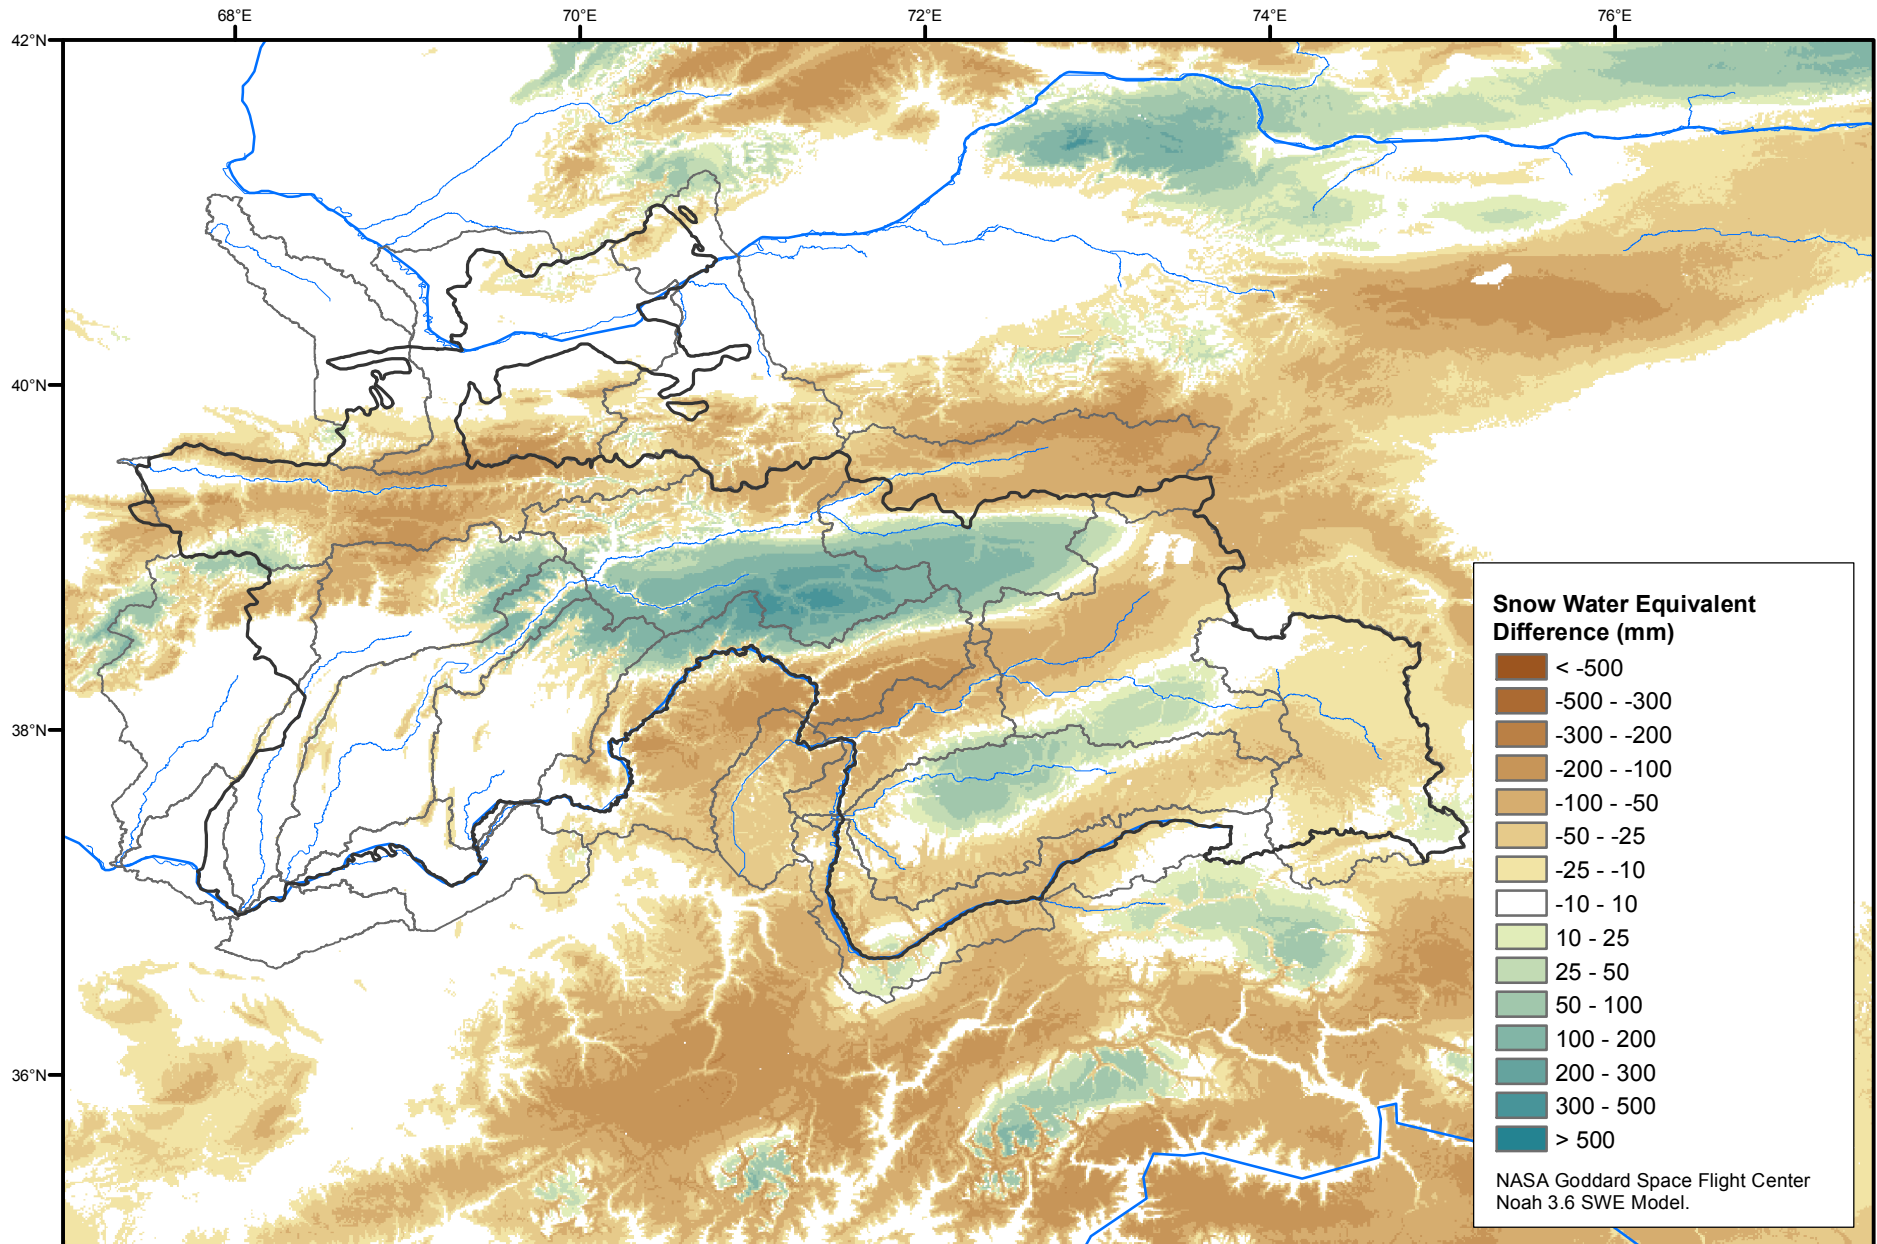 68°E
70°E
72°E
74°E
76°E
42°N
40°N
38°N
36°N
Snow Water Equivalent
Difference (mm)
< -500
-500 - -300
-300 - -200
-200 - -100
-100 - -50
-50 - -25
-25 - -10
-10 - 10
10 - 25
25 - 50
50 - 100
100 - 200
200 - 300
300 - 500
> 500
NASA Goddard Space Flight Center
Noah 3.6 SWE Model.